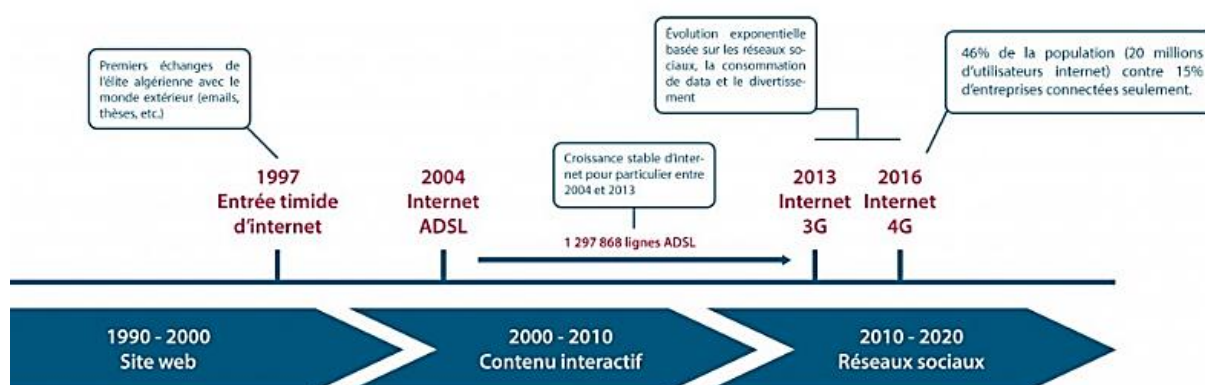 Premiers échanges de
l'élite algérienne avec le
monde extérieur (emails,
thèses, etc.)
1997
Entrée timide
d'internet
2004
Internet
ADSL
Croissance stable d'inter-
net pour particulier entre
2004 et 2013
1 297 868 lignes ADSL
Évolution exponentielle
basée sur les réseaux so-
ciaux, la consommation
de data et le divertisse-
ment
2013
Internet
3G
2016
Internet
4G
46% de la population (20 millions
d'utilisateurs internet) contre 15%
d'entreprises connectées seulement.
1990 - 2000
Site web
2000 - 2010
Contenu interactif
2010 - 2020
Réseaux sociaux